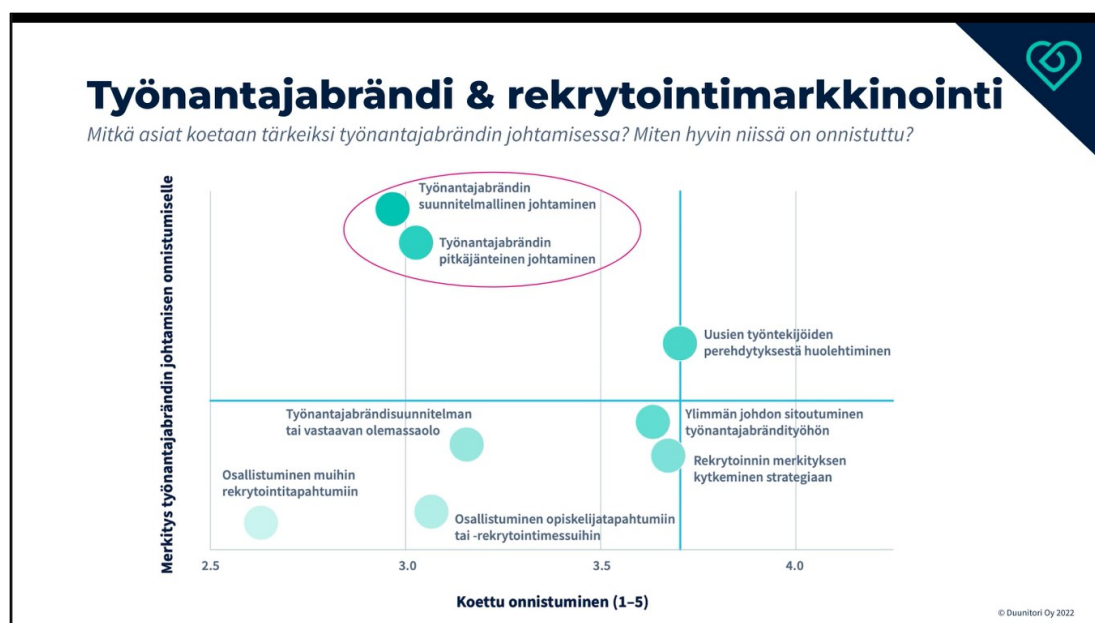 Työnantajabrändi & rekrytointimarkkinointi
Mitkä asiat koetaan tärkeiksi työnantajabrändin johtamisessa? Miten hyvin niissä on onnistuttu?
Merkitys työnantajabrändin johtamisen onnistumiselle
Työnantajabrändin
suunnitelmallinen johtaminen
Työnantajabrändin
pitkäjänteinen johtaminen
Uusien työntekijöiden
perehdytyksestä huolehtiminen
Työnantajabrändisuunnitelman
tai vastaavan olemassaolo
Ylimmän johdon sitoutuminen
työnantajabrändityöhön
Rekrytoinnin merkityksen
kytkeminen strategiaan
Osallistuminen muihin
rekrytointitapahtumiin
Osallistuminen opiskelijatapahtumiin
tai -rekrytointimessuihin
2.5 3.0 3.5 4.0
Koettu onnistuminen (1–5)
© Duunitori Oy 2022